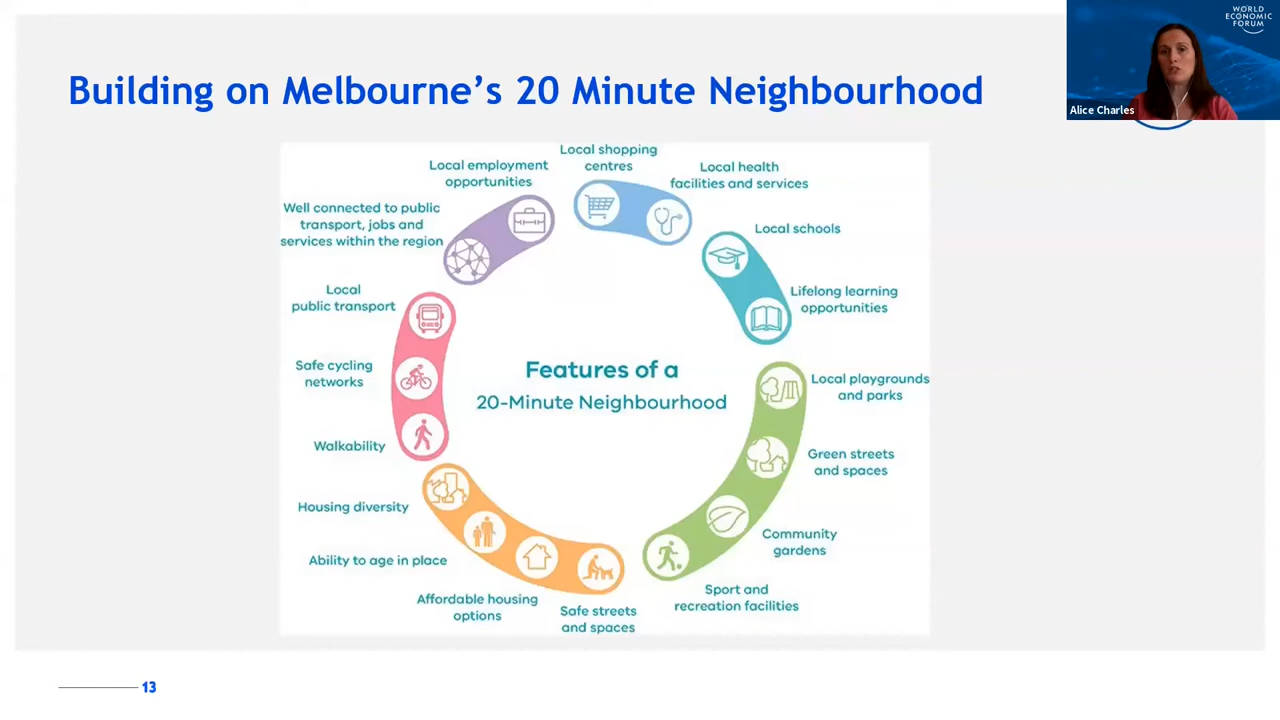 Building on Melbourne's 20 Minute Neighbourhood
WORLD
ECONOMIC
FORUM
Alice Charles
Local shopping
centres
Local health
facilities and services
Local schools
Lifelong learning
opportunities
Local playgrounds
and parks
Green streets
and spaces
Community
gardens
Sport and
recreation facilities
Safe streets
and spaces
Affordable housing
options
Ability to age in place
Housing diversity
Walkability
Safe cycling
networks
Local
public transport
Well connected to public
transport, jobs and
services within the region
Local employment
opportunities
Features of a
20-Minute Neighbourhood
13